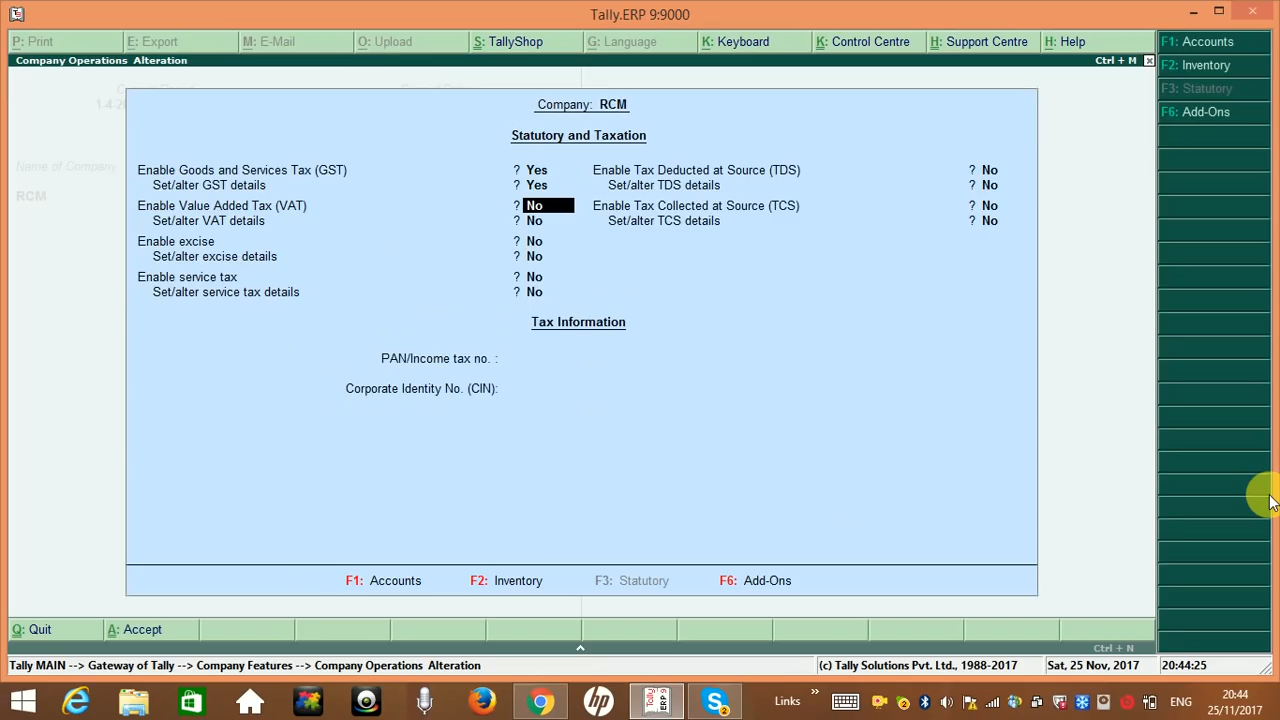 Tally.ERP 9:9000
P: Print E: Export M: E-Mail O: Upload S: TallyShop G: Language K: Keyboard K: Control Centre H: Support Centre H: Help
Company Operations Alteration Ctrl + M
F1: Accounts
F2: Inventory
F3: Statutory
F6: Add-Ons
Name of Company
RCM
Company: RCM
Statutory and Taxation
Enable Goods and Services Tax (GST) ? Yes Enable Tax Deducted at Source (TDS) ? No
Set/alter GST details ? Yes Set/alter TDS details ? No
Enable Value Added Tax (VAT) ? No Enable Tax Collected at Source (TCS) ? No
Set/alter VAT details ? No Set/alter TCS details ? No
Enable excise ? No
Set/alter excise details ? No
Enable service tax ? No
Set/alter service tax details ? No
Tax Information
PAN/Income tax no. :
Corporate Identity No. (CIN):
F1: Accounts F2: Inventory F3: Statutory F6: Add-Ons
Q: Quit A: Accept
Ctrl + N
Tally MAIN --> Gateway of Tally --> Company Features --> Company Operations Alteration (c) Tally Solutions Pvt. Ltd., 1988-2017 Sat, 25 Nov, 2017 20:44:25
Links » ENG 20:44
25/11/2017